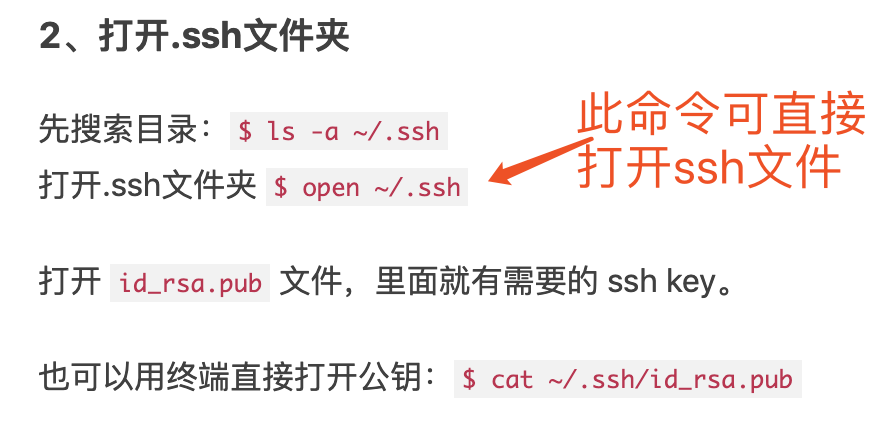 2、打开.ssh文件夹
先搜索目录： $ ls -a ~/.ssh
打开.ssh文件夹 $ open ~/.ssh
此命令可直接
打开ssh文件
打开 id_rsa.pub 文件，里面就有需要的 ssh key。
也可以用终端直接打开公钥： $ cat ~/.ssh/id_rsa.pub